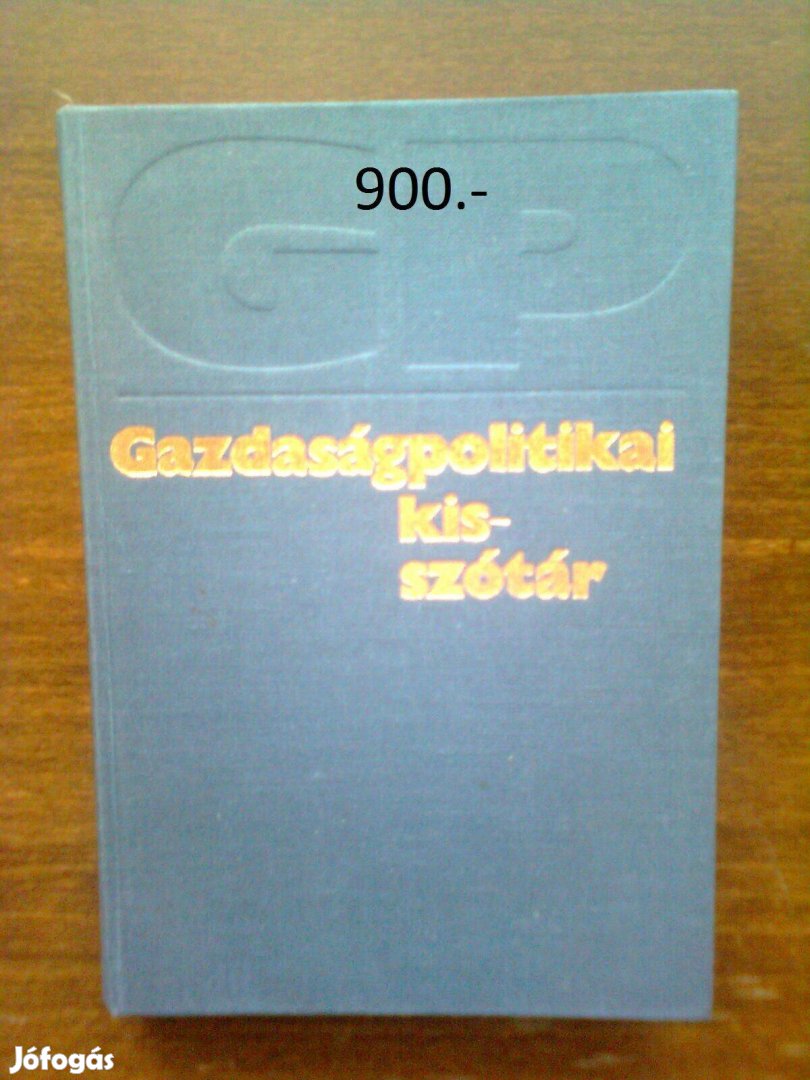 GP
900.-
Gazdaságpolitikai
kis-
szótár
Jófogás